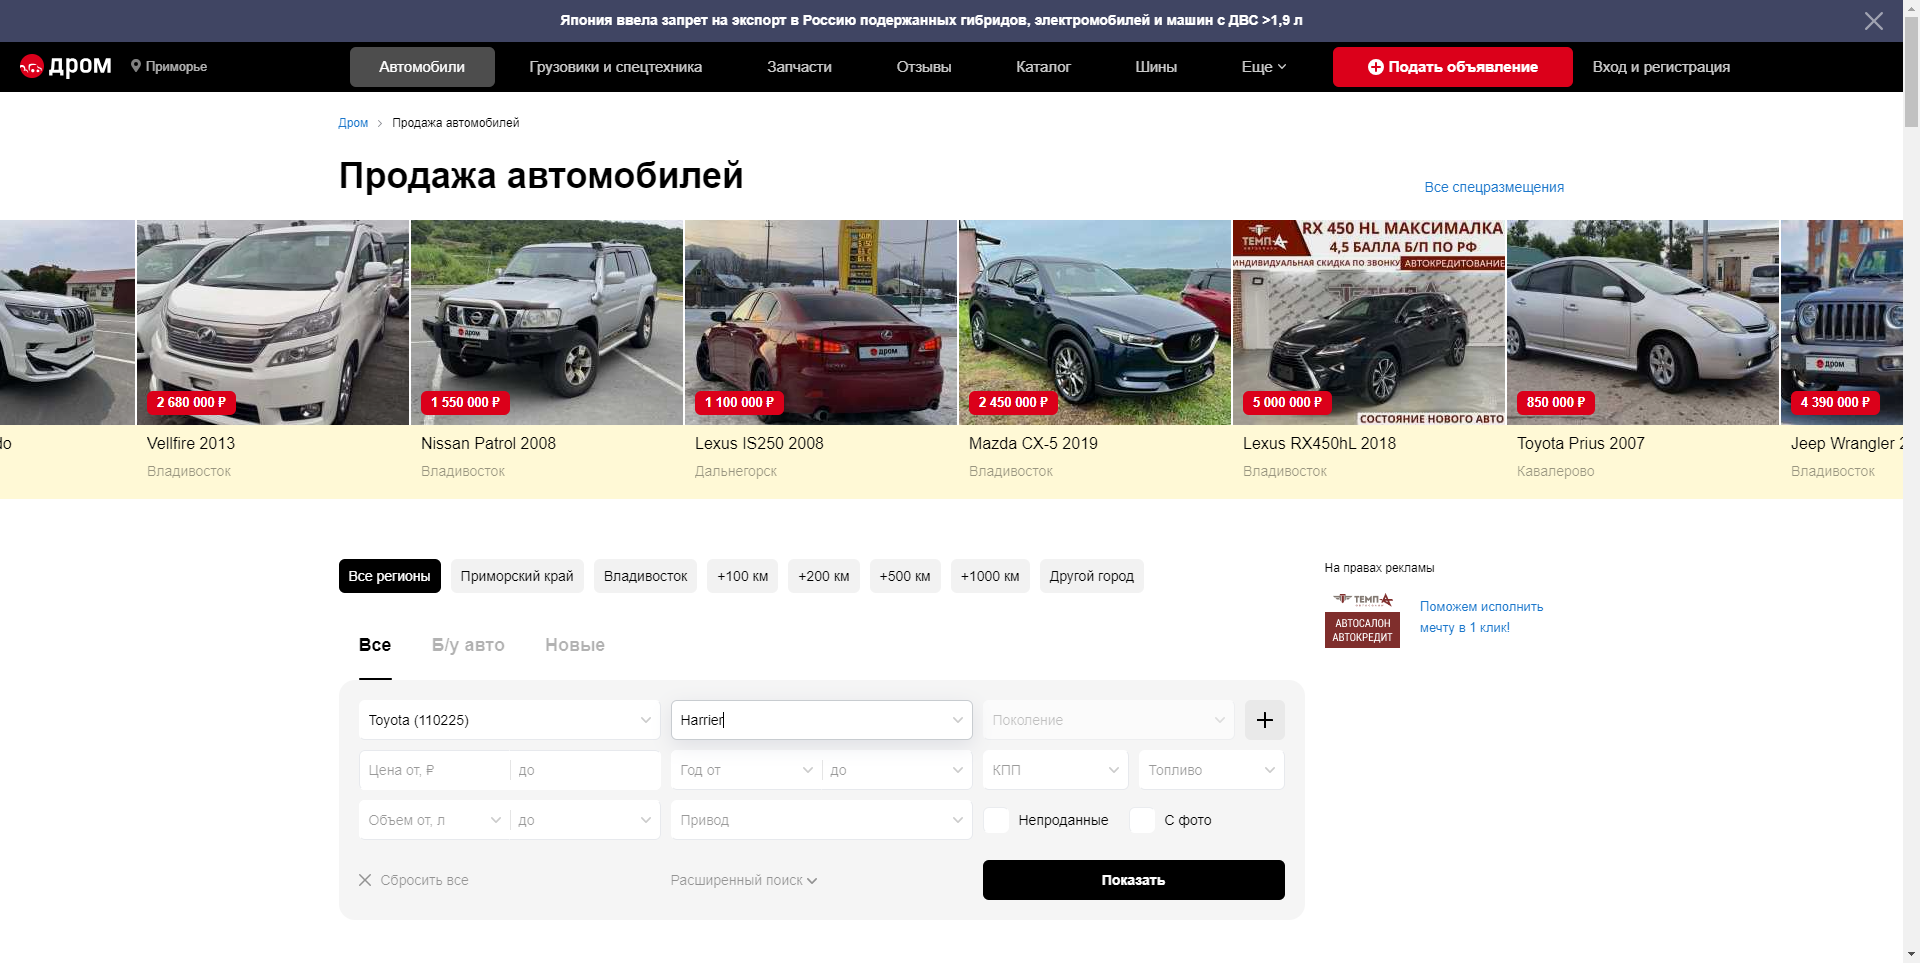 Япония ввела запрет на экспорт в Россию подержанных гибридов, электромобилей и машин с ДВС >1,9 л
дром
Приморье
Автомобили
Грузовики и спецтехника
Запчасти
Отзывы
Каталог
Шины
Еще
Подать объявление
Вход и регистрация
Дром
Продажа автомобилей
Продажа автомобилей
Все спецразмещения
RX 450 HL МАКСИМАЛКА
4,5 БАЛЛА Б/П ПО РФ
ТЕМП-А
ИНДИВИДУАЛЬНАЯ СКИДКА ПО ЗВОНКУ
АВТОКРЕДИТОВАНИЕ
дром
дром
дром
СОСТОЯНИЕ НОВОГО АВТО
2 680 000 ₽
1 550 000 ₽
1 100 000 ₽
2 450 000 ₽
5 000 000 ₽
850 000 ₽
4 390 000 ₽
do
Vellfire 2013
Nissan Patrol 2008
Lexus IS250 2008
Mazda CX-5 2019
Lexus RX450hL 2018
Toyota Prius 2007
Jeep Wrangler 2
Владивосток
Владивосток
Дальнегорск
Владивосток
Владивосток
Кавалерово
Владивосток
Все регионы
Приморский край
Владивосток
+100 км
+200 км
+500 км
+1000 км
Другой город
На правах рекламы
ТЕМП-А
АВТОСАЛОН
АВТОКРЕДИТ
Поможем исполнить
мечту в 1 клик!
Все
Б/у авто
Новые
Toyota (110225)
Harrier
Поколение
Цена от, ₽
до
Год от
до
КПП
Топливо
Объем от, л
до
Привод
Непроданные
С фото
Сбросить все
Расширенный поиск
Показать